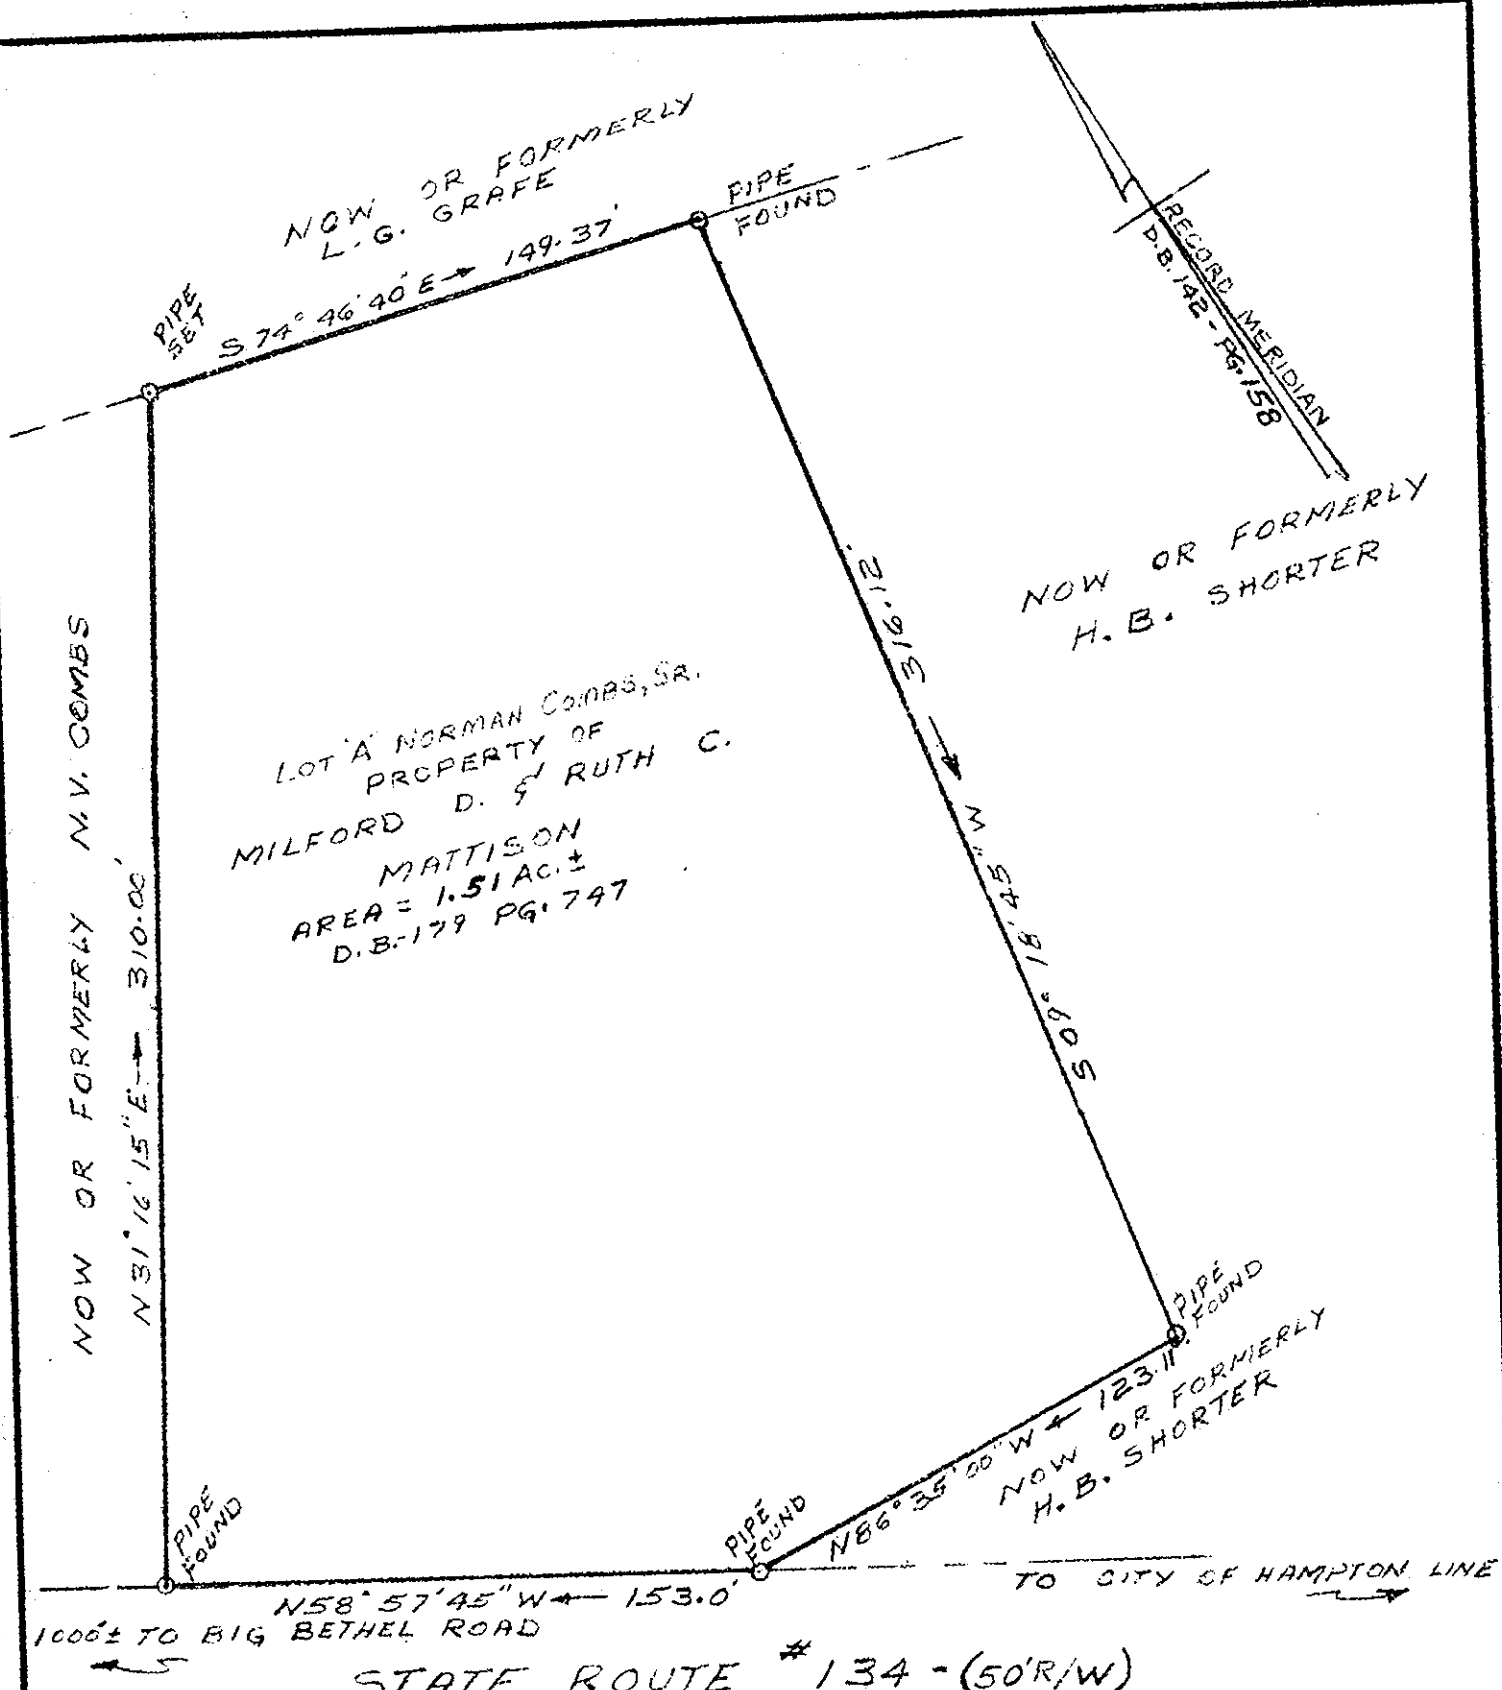 NOW OR FORMERLY
L. G. GRAFE
PIPE
FOUND
S 74° 46' 40" E → 149.37'
PIPE
SET
RECORD MERIDIAN
D.B. 142 - PG. 158
NOW OR FORMERLY
H. B. SHORTER
316.12'
S 09° 18' 45" W
NOW OR FORMERLY N.V. COMBS
N 31° 16' 15" E → 310.00'
LOT 'A' NORMAN COMBS, SR.
PROPERTY OF
MILFORD D. & RUTH C.
MATTISON
AREA = 1.51 AC. ±
D.B.-179 PG. 747
PIPE
FOUND
123.11'
N 86° 35' 00" W ←
NOW OR FORMERLY
H. B. SHORTER
PIPE
FOUND
PIPE
FOUND
N 58° 57' 45" W ← 153.0'
TO CITY OF HAMPTON LINE
1000'± TO BIG BETHEL ROAD
STATE ROUTE # 134 - (50' R/W)